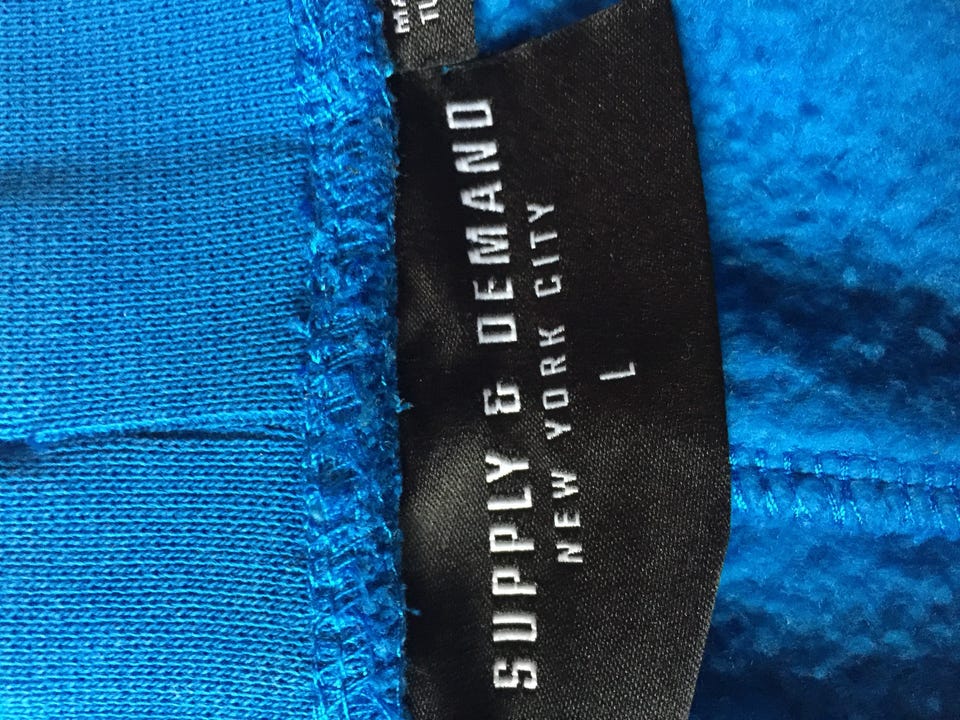 SUPPLY & DEMAND
NEW YORK CITY
L